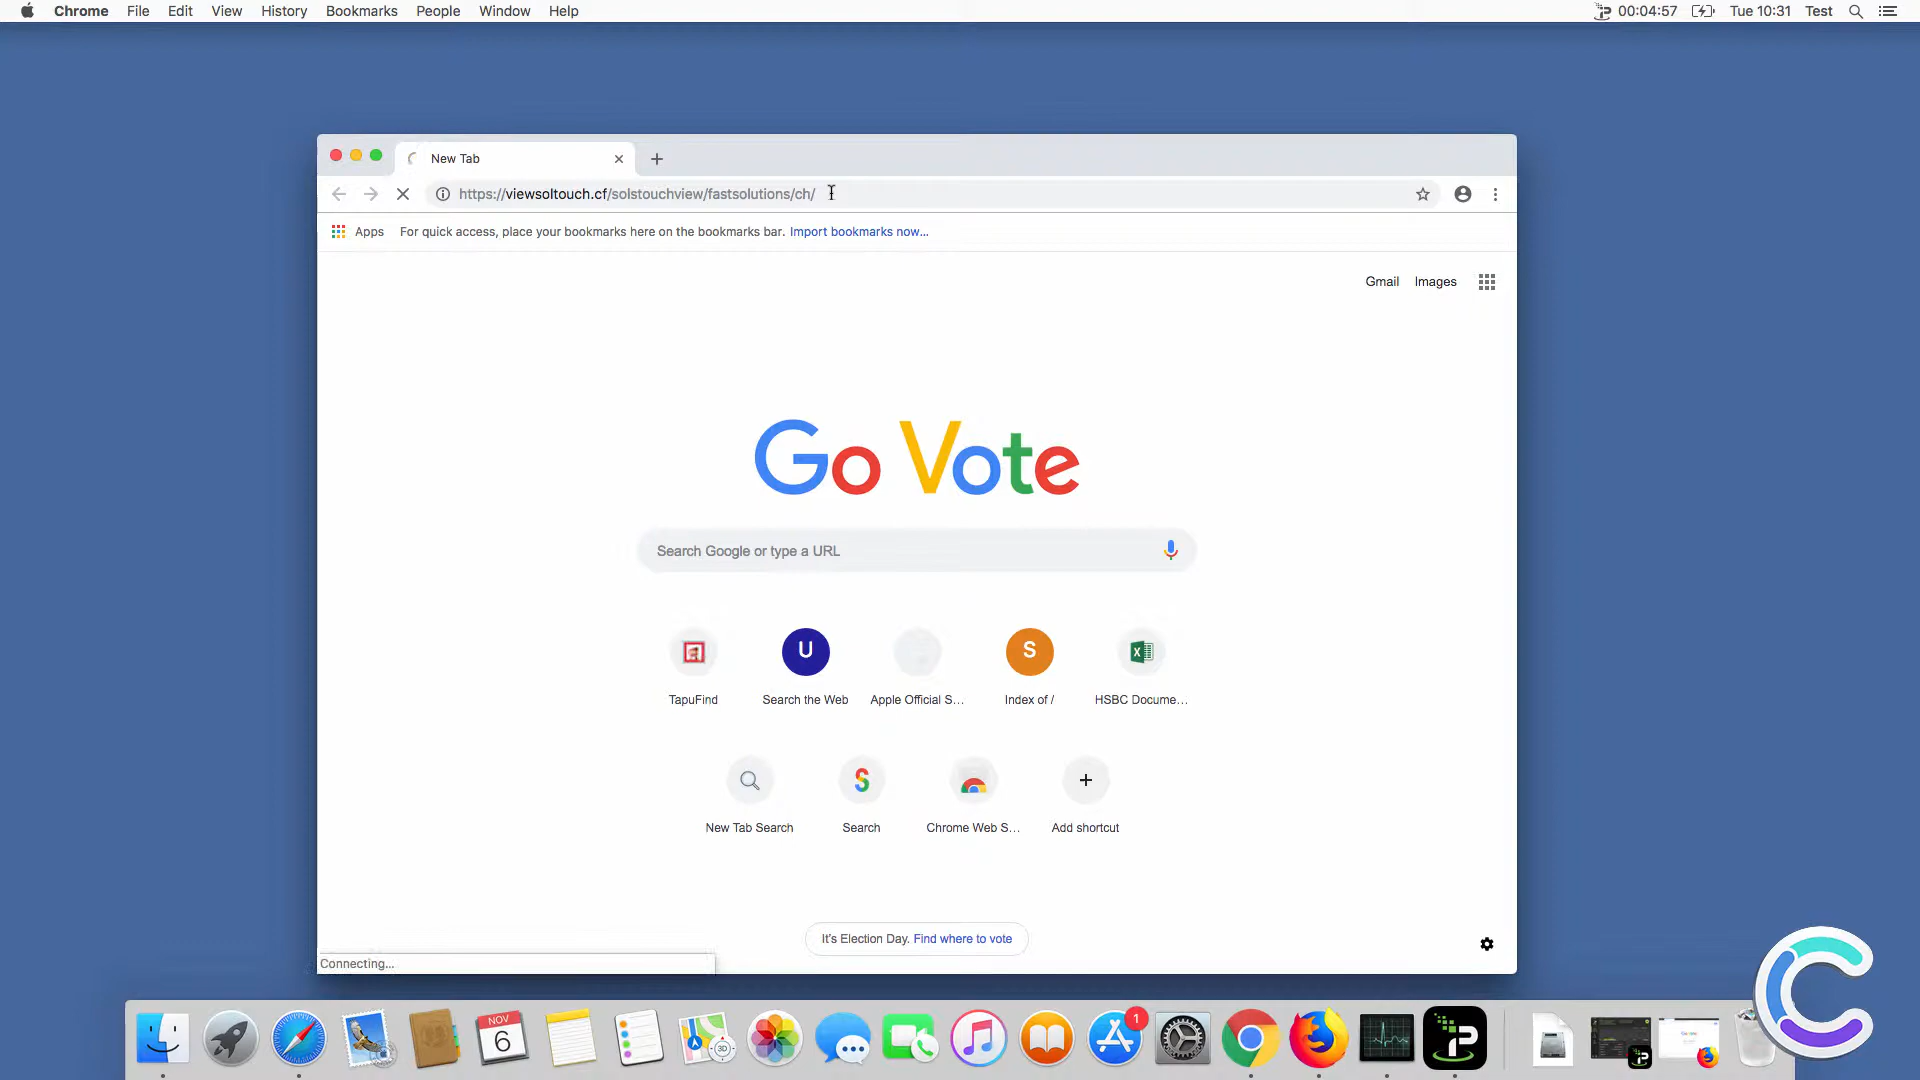 Chrome File Edit View History Bookmarks People Window Help 00:04:57 Tue 10:31 Test
New Tab
https://viewsoltouch.cf/solstouchview/fastsolutions/ch/
Apps For quick access, place your bookmarks here on the bookmarks bar. Import bookmarks now...
Gmail Images
Go Vote
Search Google or type a URL
U S
TapuFind Search the Web Apple Official S... Index of / HSBC Docume...
S
New Tab Search Search Chrome Web S... Add shortcut
It's Election Day. Find where to vote
Connecting...
NOV
6
3D
1
C